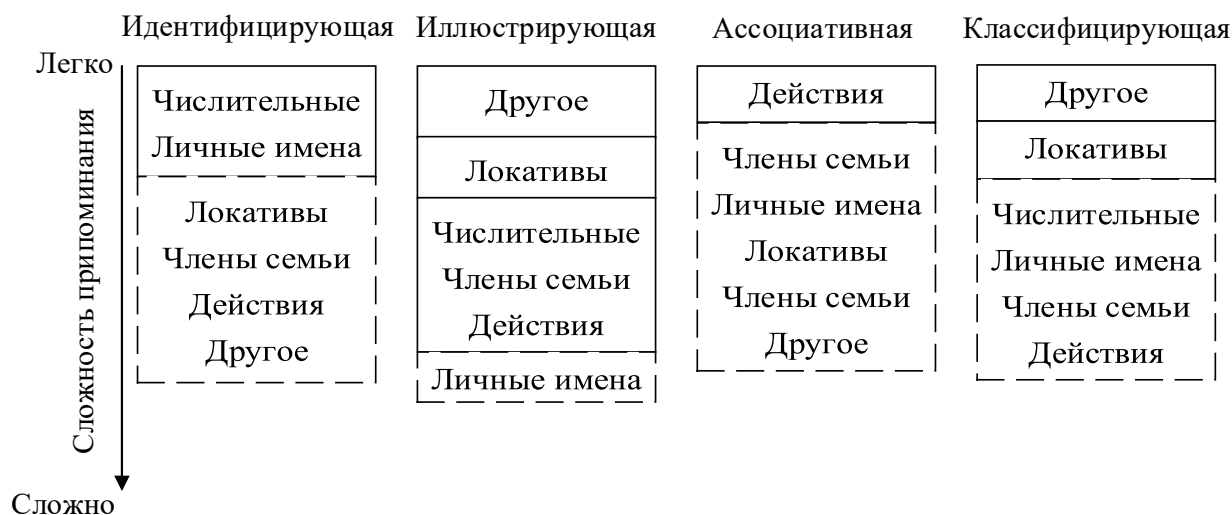 Идентифицирующая
Иллюстрирующая
Ассоциативная
Классифицирующая
Легко
Сложность припоминания
Сложно
Числительные
Личные имена
Локативы
Члены семьи
Действия
Другое
Другое
Локативы
Числительные
Члены семьи
Действия
Личные имена
Действия
Члены семьи
Личные имена
Локативы
Члены семьи
Другое
Другое
Локативы
Числительные
Личные имена
Члены семьи
Действия